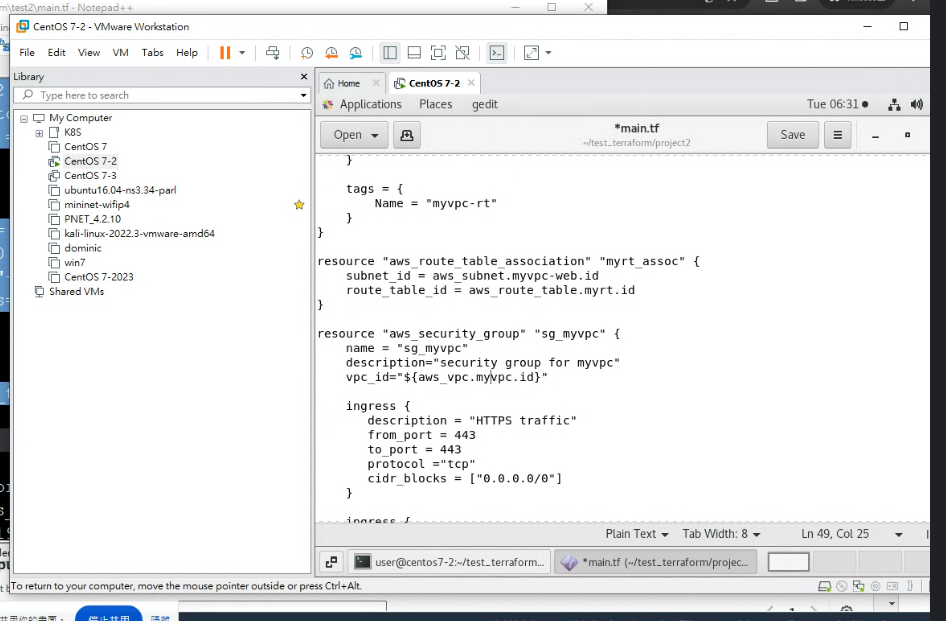 m\test2\main.tf - Notepad++
CentOS 7-2 - VMware Workstation
File Edit View VM Tabs Help
Library
Type here to search
My Computer
K8S
CentOS 7
CentOS 7-2
CentOS 7-3
ubuntu16.04-ns3.34-parl
mininet-wifip4
PNET_4.2.10
kali-linux-2022.3-vmware-amd64
dominic
win7
CentOS 7-2023
Shared VMs
Home CentOS 7-2
Applications Places gedit Tue 06:31
Open *main.tf Save
~/test_terraform/project2
}
tags = {
Name = "myvpc-rt"
}
}
resource "aws_route_table_association" "myrt_assoc" {
subnet_id = aws_subnet.myvpc-web.id
route_table_id = aws_route_table.myrt.id
}
resource "aws_security_group" "sg_myvpc" {
name = "sg_myvpc"
description="security group for myvpc"
vpc_id="${aws_vpc.myvpc.id}"
ingress {
description = "HTTPS traffic"
from_port = 443
to_port = 443
protocol ="tcp"
cidr_blocks = ["0.0.0.0/0"]
}
ingress {
Plain Text Tab Width: 8 Ln 49, Col 25
user@centos7-2:~/test_terraform... *main.tf (~/test_terraform/projec...
To return to your computer, move the mouse pointer outside or press Ctrl+Alt.
停止共用